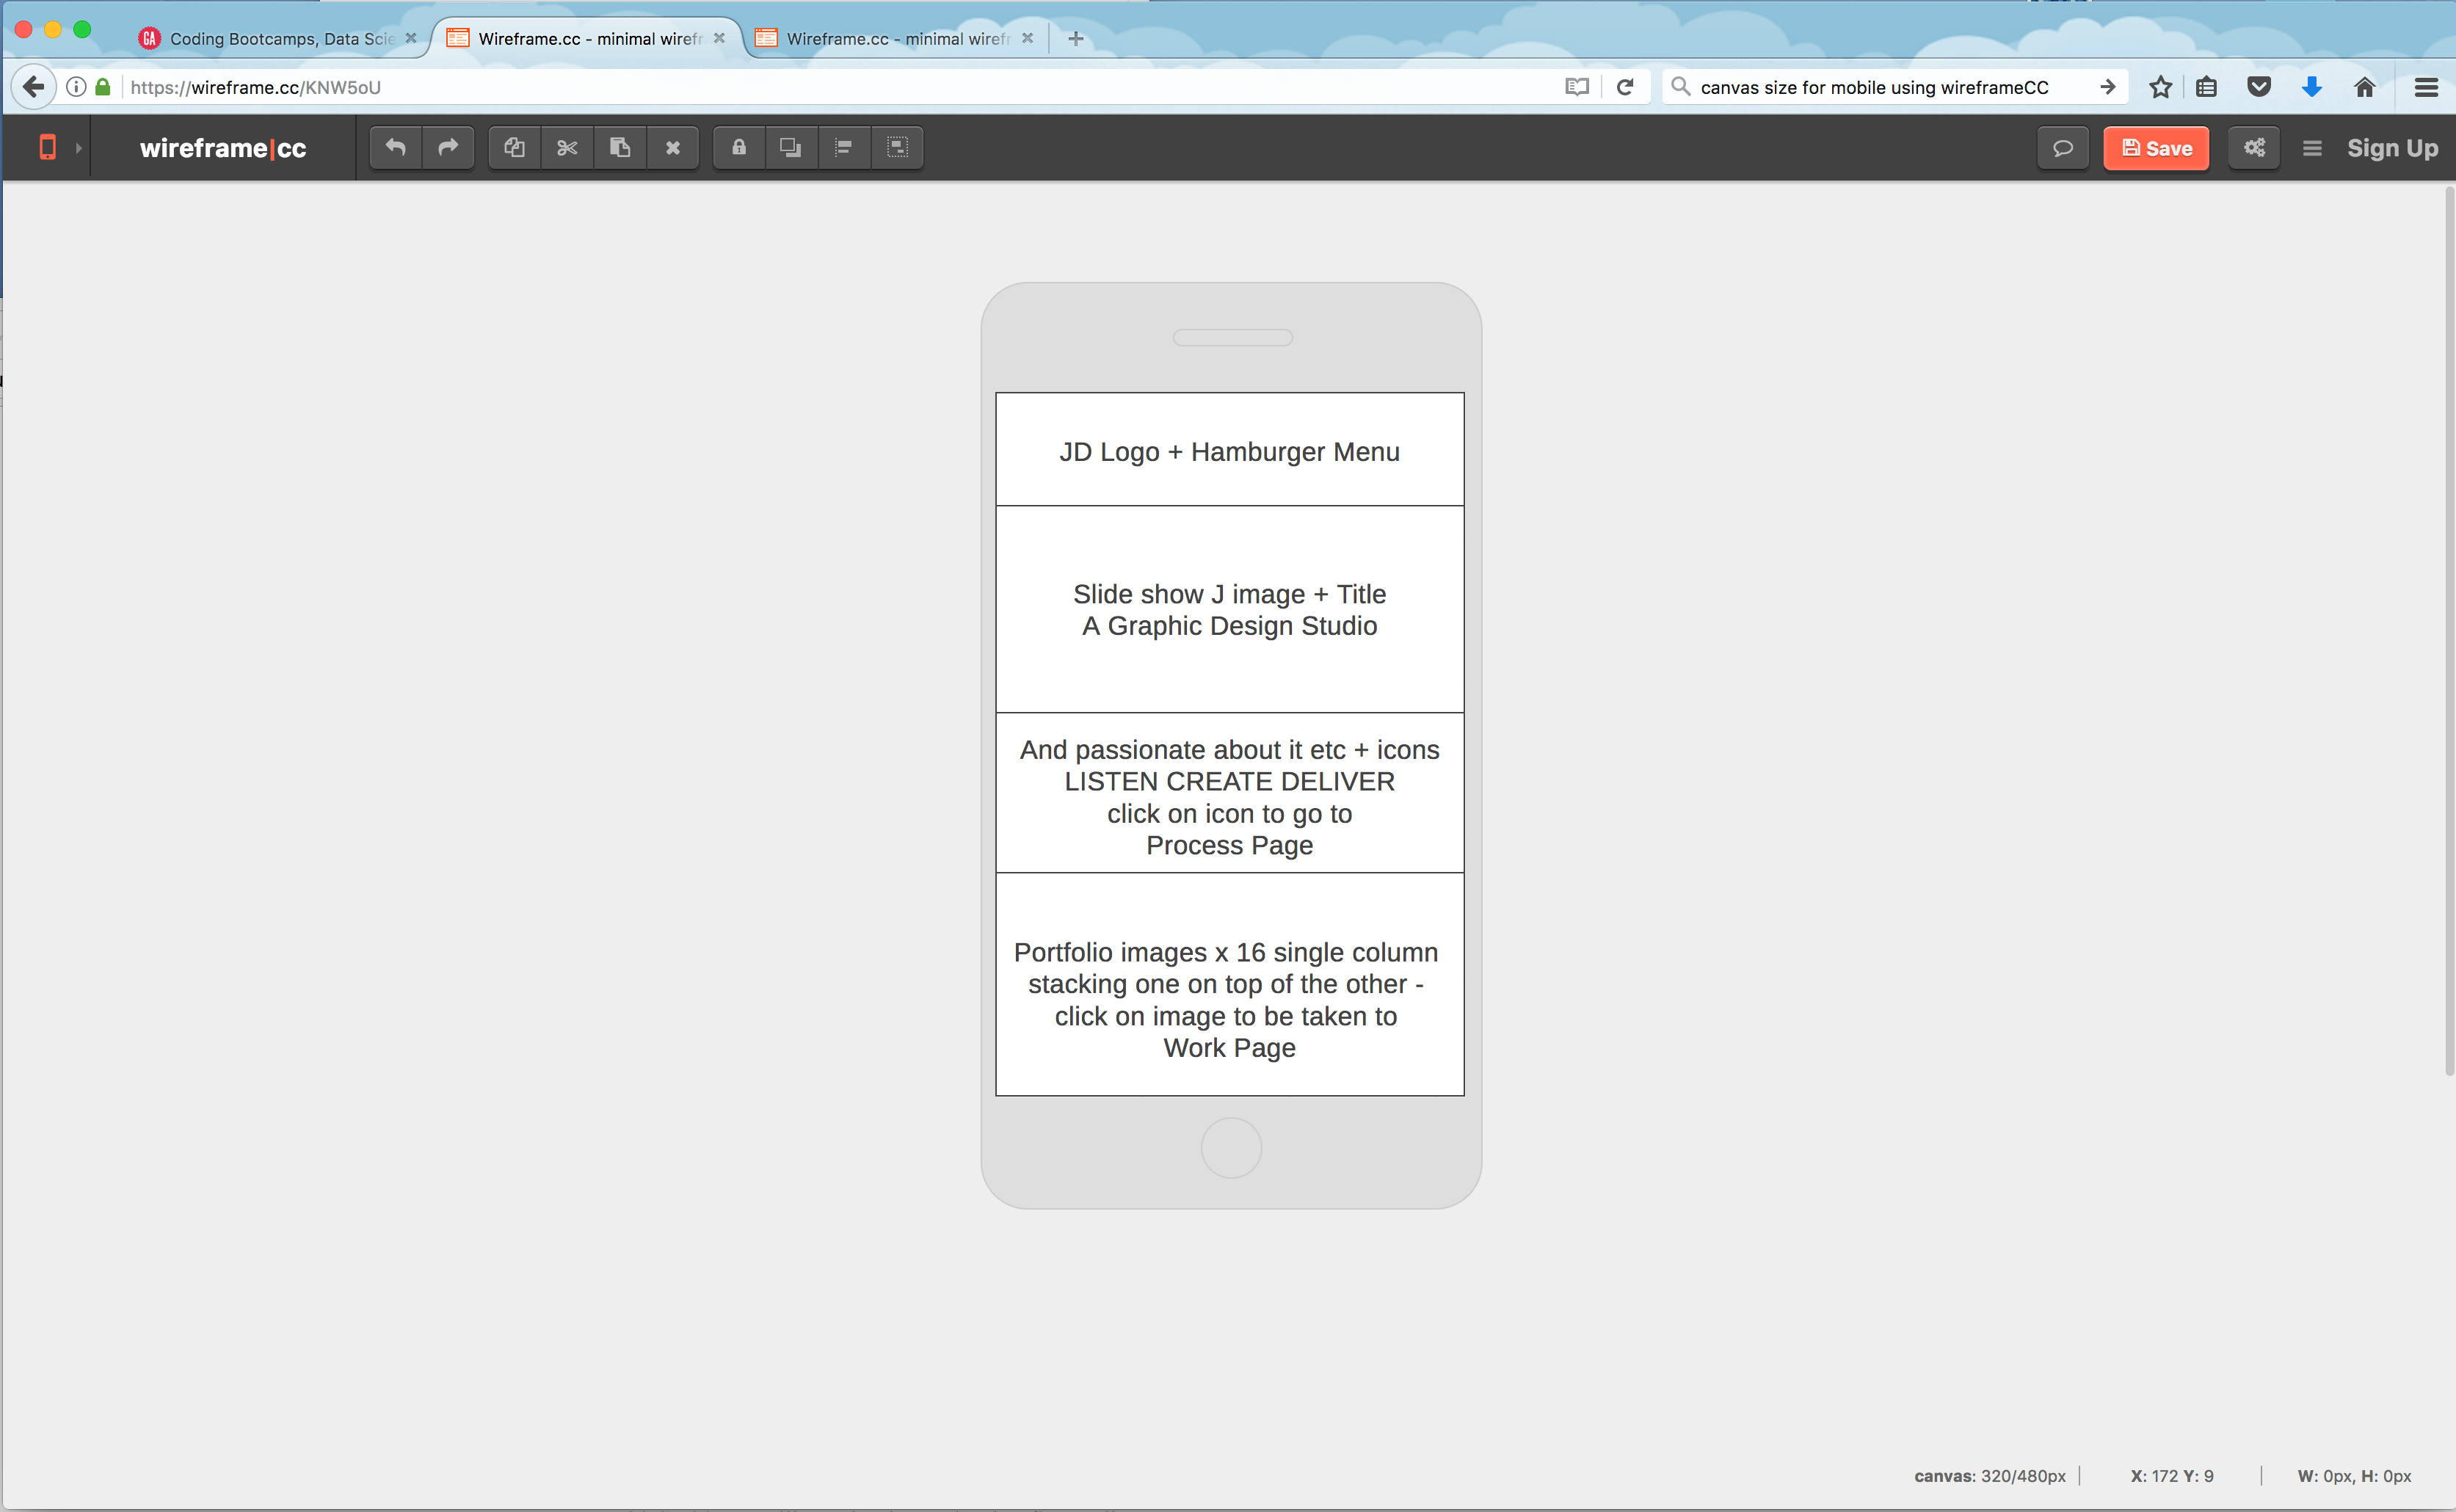 GA Coding Bootcamps, Data Scie
Wireframe.cc - minimal wirefr
Wireframe.cc - minimal wirefr
https://wireframe.cc/KNW5oU
canvas size for mobile using wireframeCC
wireframe|cc
Save
Sign Up
JD Logo + Hamburger Menu
Slide show J image + Title
A Graphic Design Studio
And passionate about it etc + icons
LISTEN CREATE DELIVER
click on icon to go to
Process Page
Portfolio images x 16 single column
stacking one on top of the other -
click on image to be taken to
Work Page
canvas: 320/480px
X: 172 Y: 9
W: 0px, H: 0px